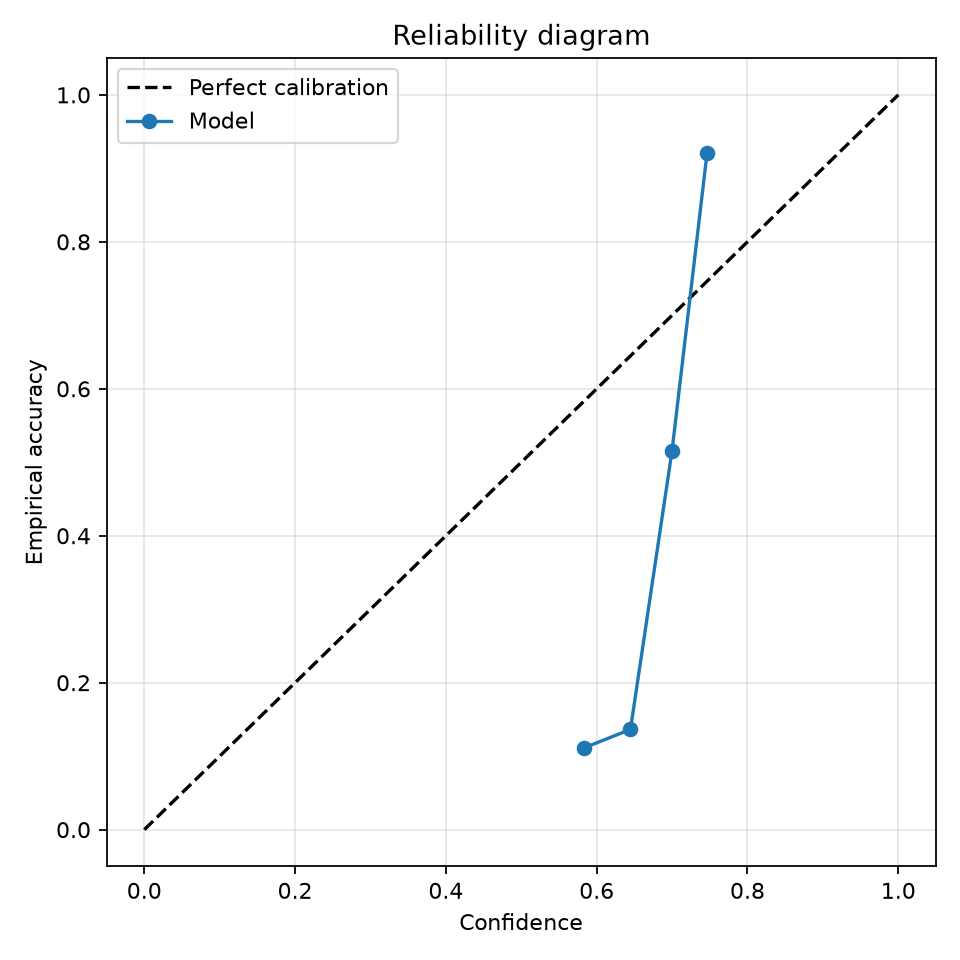 Reliability diagram
Perfect calibration
Model
Empirical accuracy
1.0
0.8
0.6
0.4
0.2
0.0
0.0 0.2 0.4 0.6 0.8 1.0
Confidence